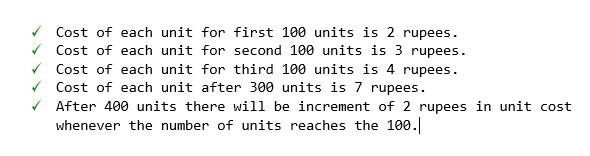 ✓ Cost of each unit for first 100 units is 2 rupees.
✓ Cost of each unit for second 100 units is 3 rupees.
✓ Cost of each unit for third 100 units is 4 rupees.
✓ Cost of each unit after 300 units is 7 rupees.
✓ After 400 units there will be increment of 2 rupees in unit cost
whenever the number of units reaches the 100.